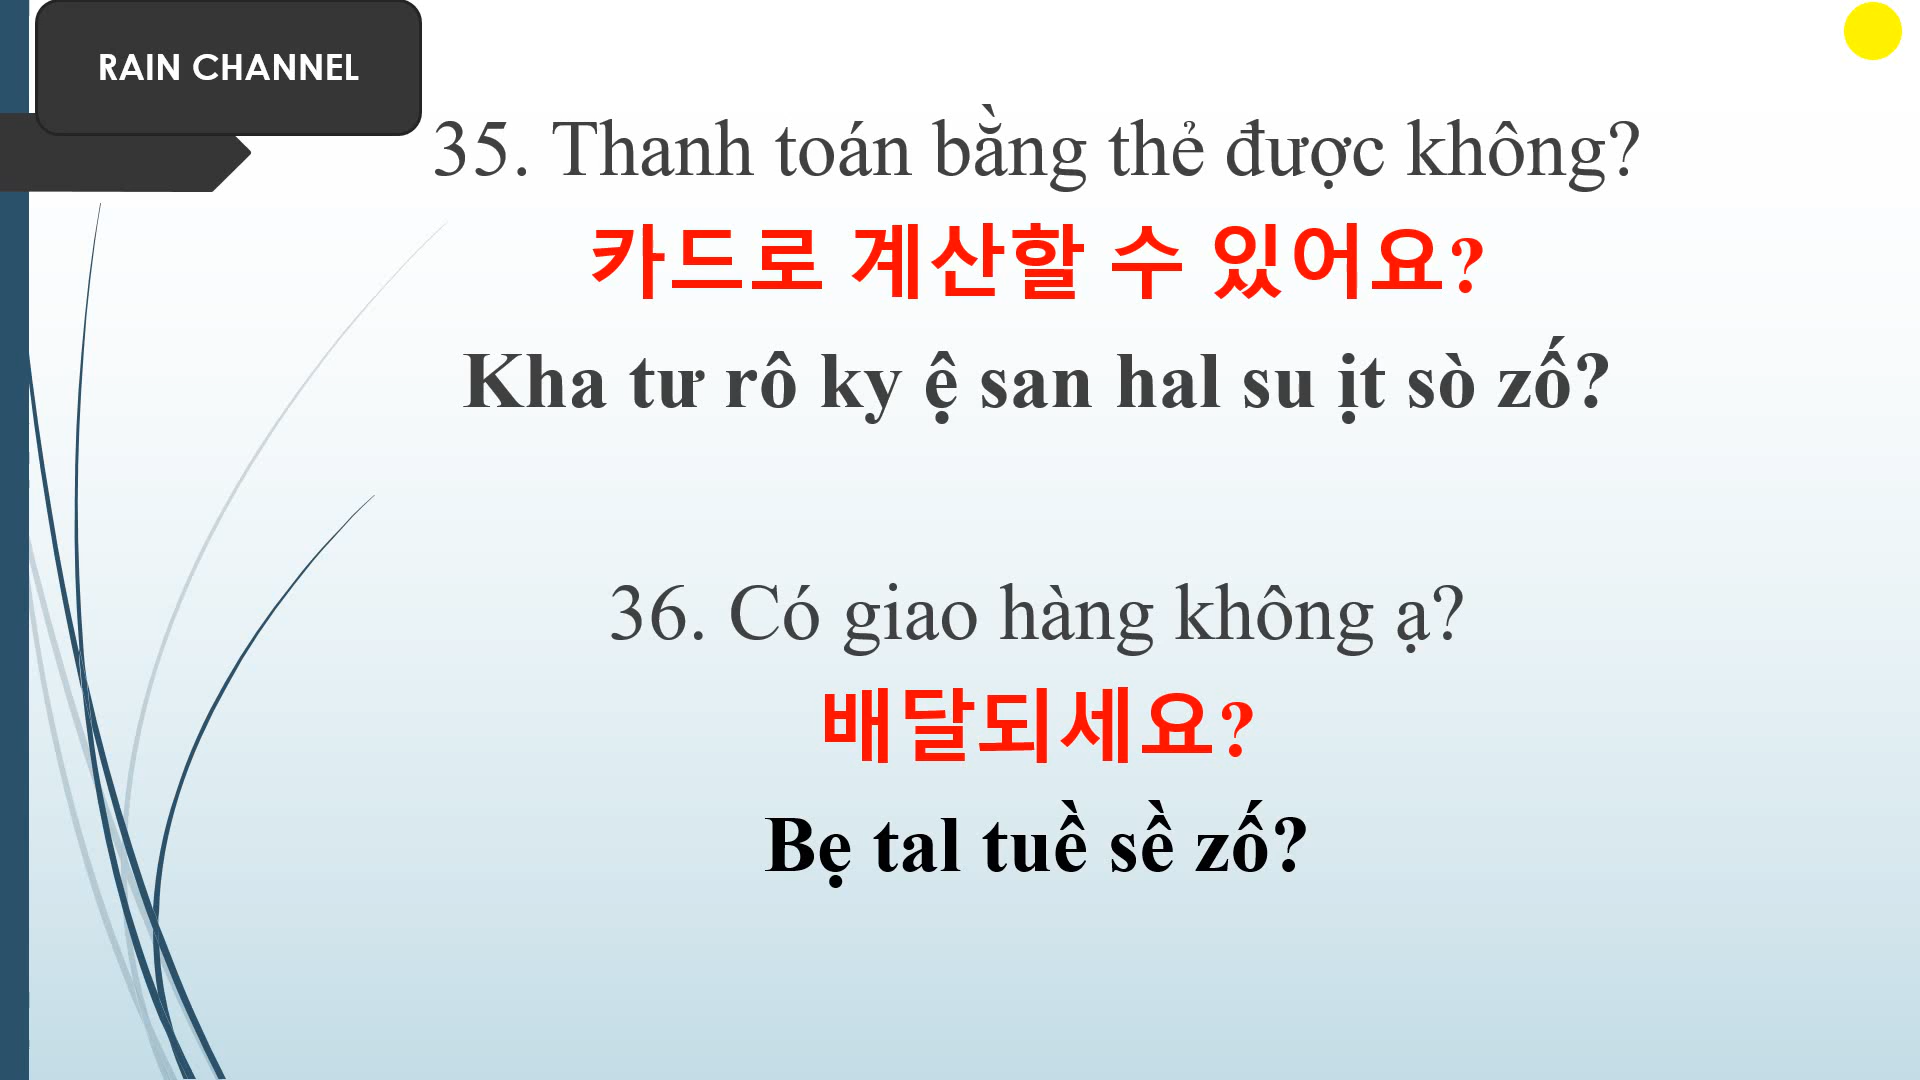 RAIN CHANNEL
35. Thanh toán bằng thẻ được không?
카드로 계산할 수 있어요?
Kha tư rô ky ệ san hal su ịt sò zố?
36. Có giao hàng không ạ?
배달되세요?
Bẹ tal tuề sề zố?